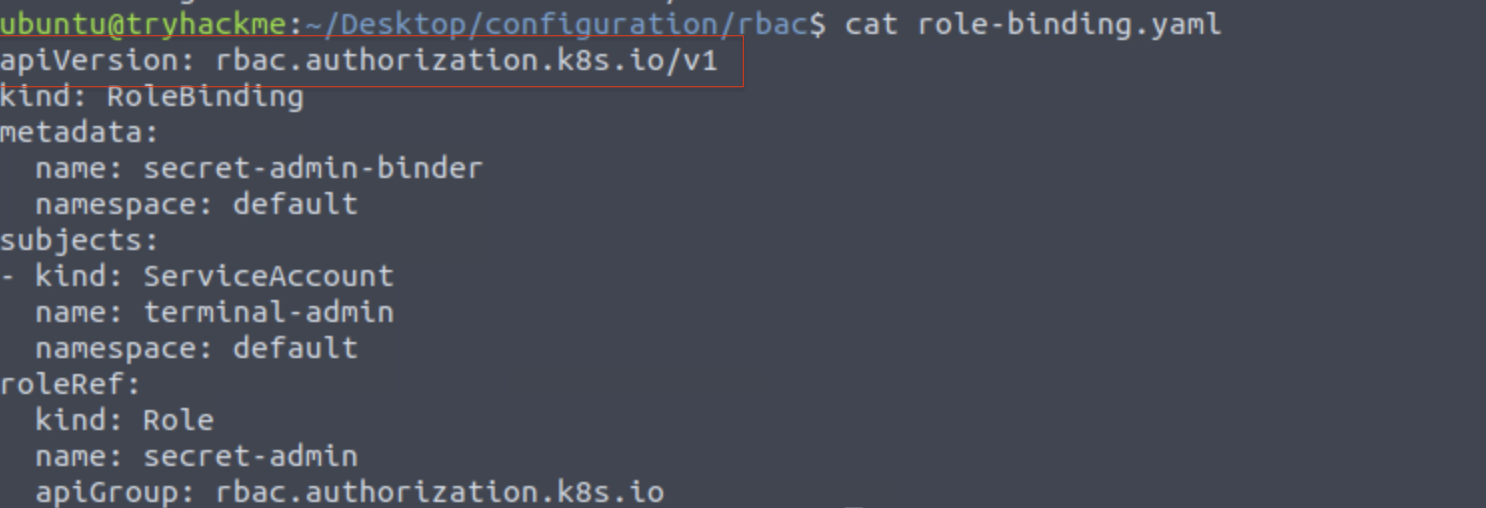 ubuntu@tryhackme:~/Desktop/configuration/rbac$ cat role-binding.yaml
apiVersion: rbac.authorization.k8s.io/v1
kind: RoleBinding
metadata:
  name: secret-admin-binder
  namespace: default
subjects:
- kind: ServiceAccount
  name: terminal-admin
  namespace: default
roleRef:
  kind: Role
  name: secret-admin
  apiGroup: rbac.authorization.k8s.io